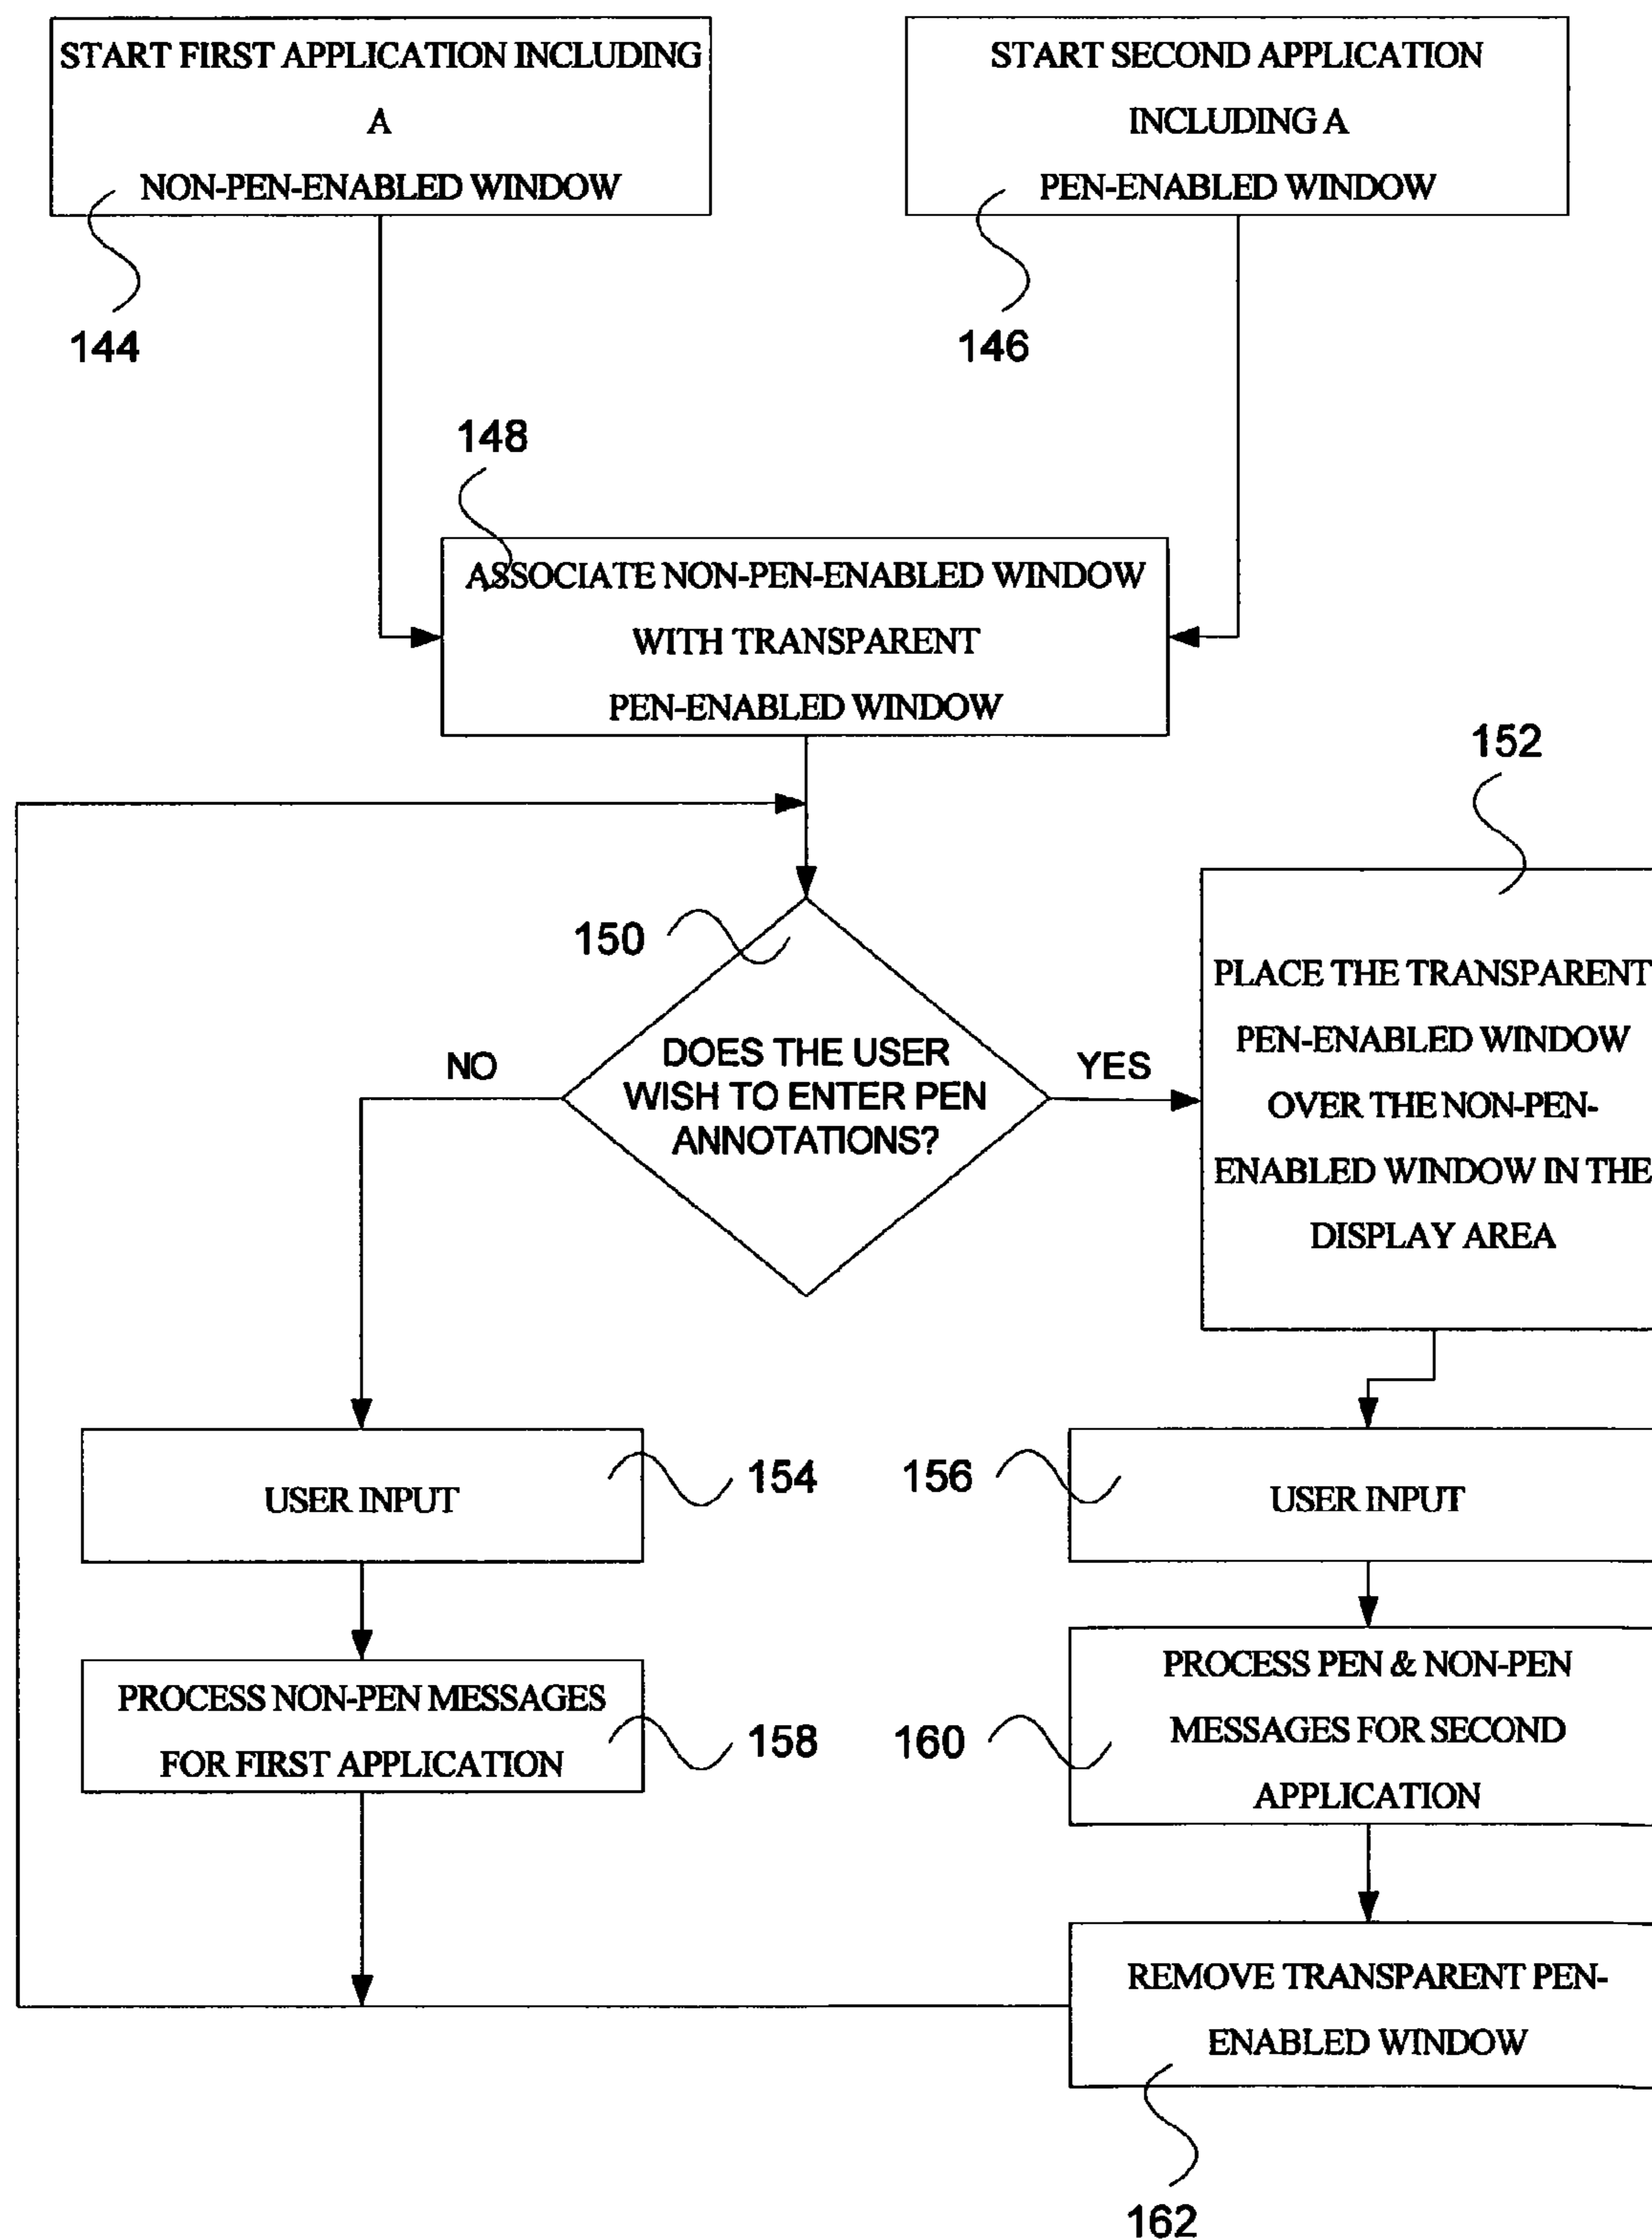 START FIRST APPLICATION INCLUDING
A
NON-PEN-ENABLED WINDOW
144
START SECOND APPLICATION
INCLUDING A
PEN-ENABLED WINDOW
146
148
ASSOCIATE NON-PEN-ENABLED WINDOW
WITH TRANSPARENT
PEN-ENABLED WINDOW
150
DOES THE USER
WISH TO ENTER PEN
ANNOTATIONS?
NO
YES
152
PLACE THE TRANSPARENT
PEN-ENABLED WINDOW
OVER THE NON-PEN-
ENABLED WINDOW IN THE
DISPLAY AREA
USER INPUT
154
156
USER INPUT
PROCESS NON-PEN MESSAGES
FOR FIRST APPLICATION
158
160
PROCESS PEN & NON-PEN
MESSAGES FOR SECOND
APPLICATION
REMOVE TRANSPARENT PEN-
ENABLED WINDOW
162